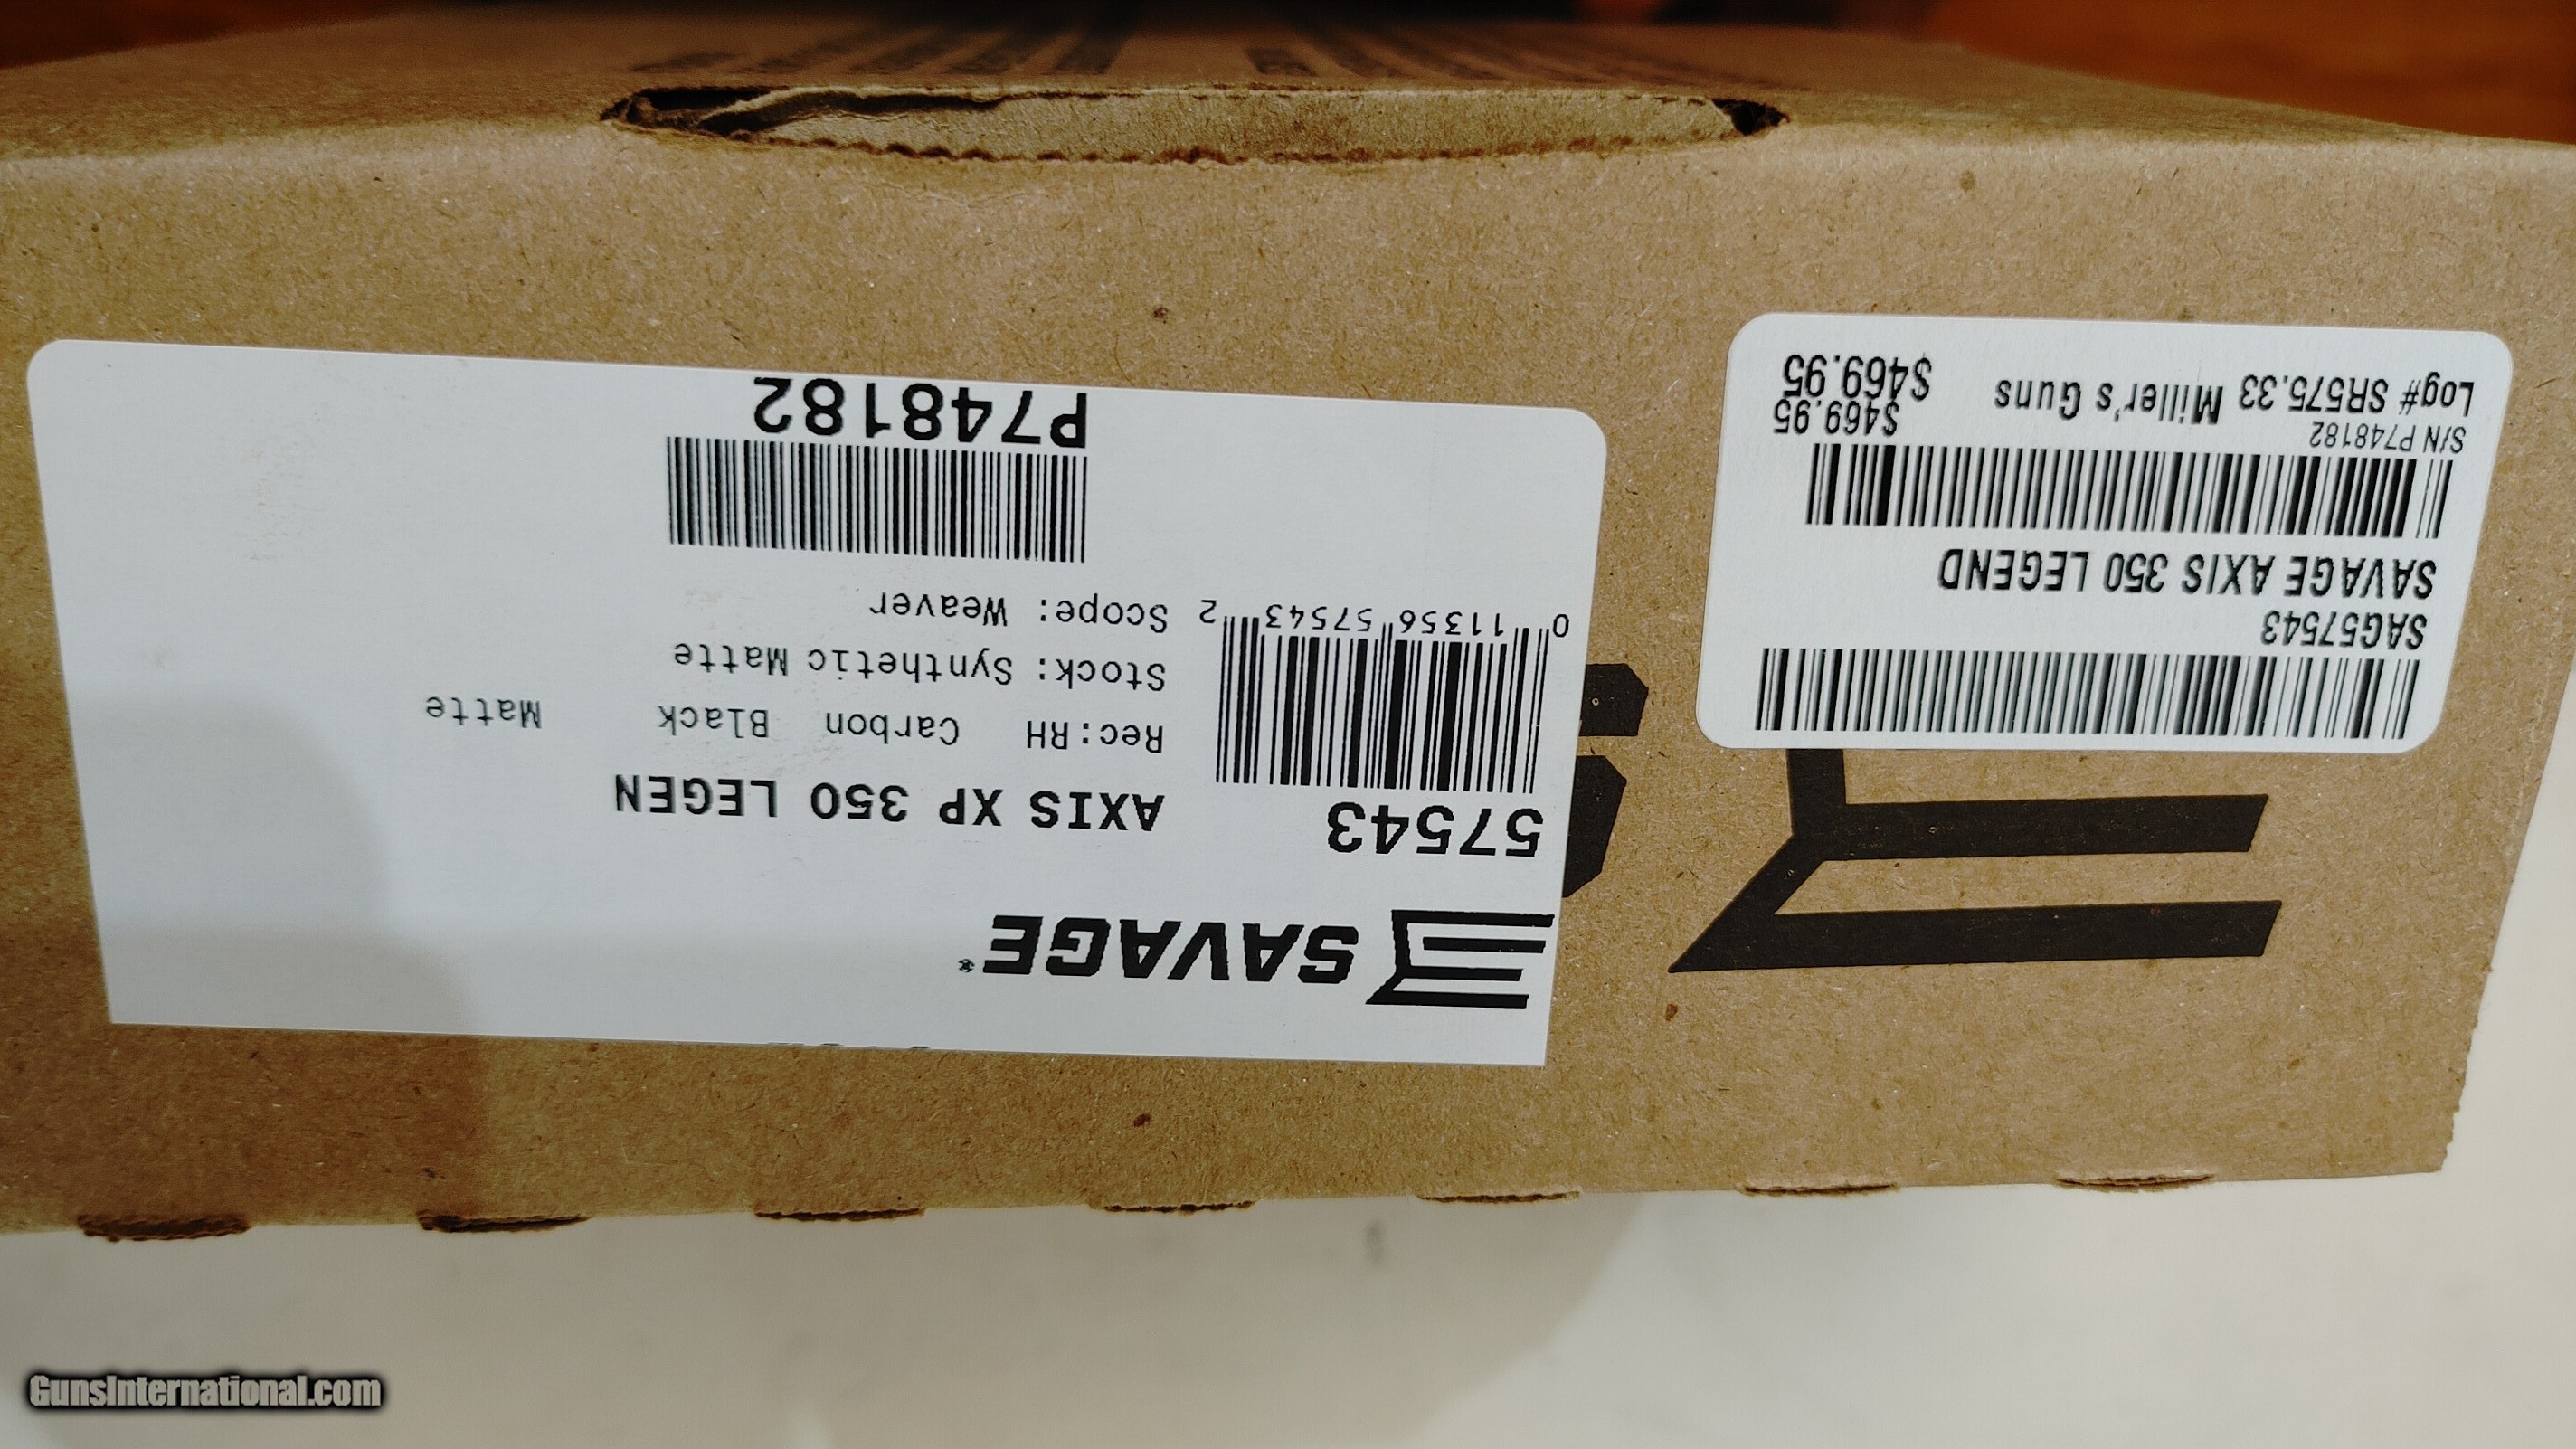 SAVAGE
57543
0 11356 57543 2
AXIS XP 350 LEGEN
Rec:RH Carbon Black Matte
Stock: Synthetic Matte
Scope: Weaver
P748182
SAG57543
SAVAGE AXIS 350 LEGEND
S/N P748182
$469.95
Log# SR575.33 Miller's Guns $469.95
GunsInternational.com